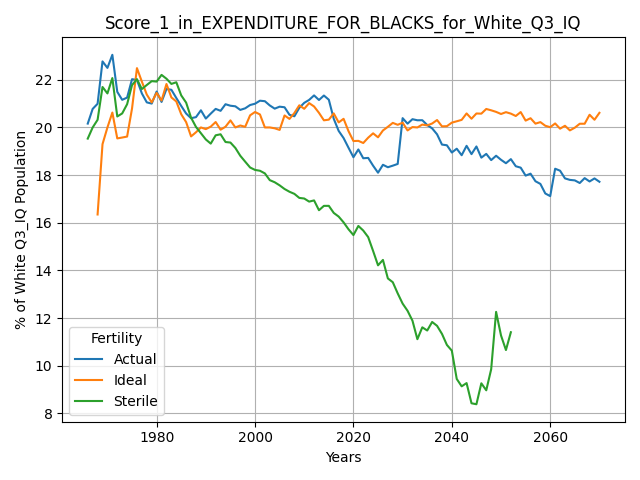 Score_1_in_EXPENDITURE_FOR_BLACKS_for_White_Q3_IQ
% of White Q3_IQ Population
22
20
18
16
14
12
10
8
Fertility
Actual
Ideal
Sterile
1980 2000 2020 2040 2060
Years